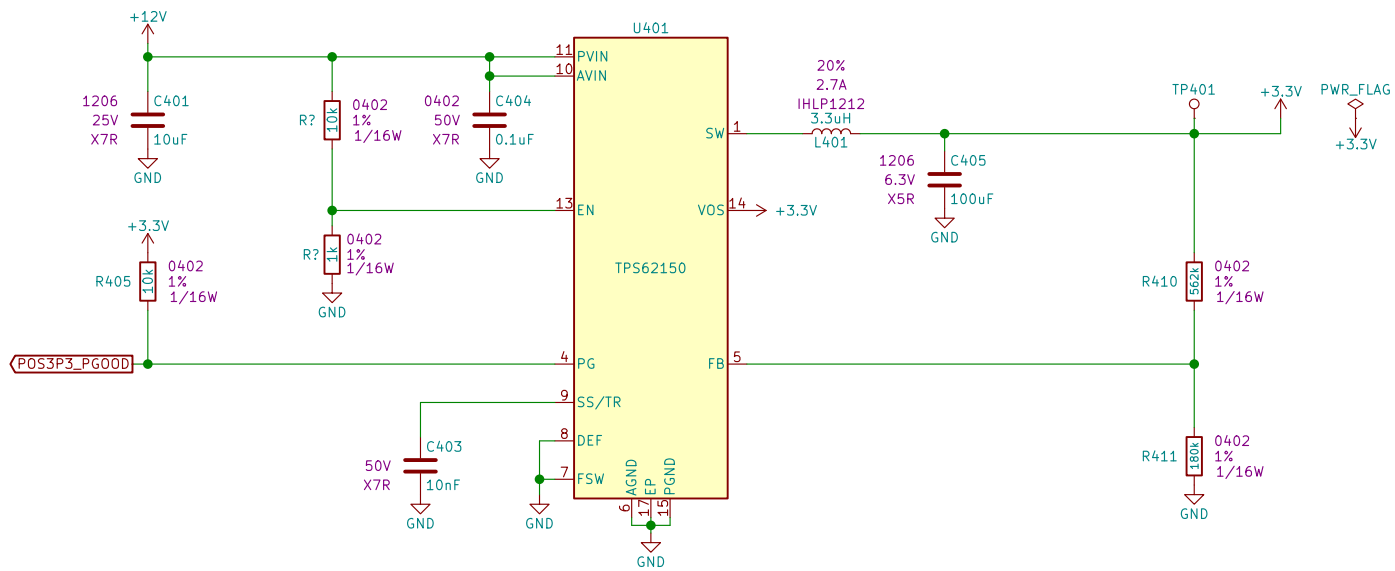 +12V
1206
25V
X7R
C401
10uF
GND
R?
10k
0402
1%
1/16W
0402
50V
X7R
C404
0.1uF
GND
R?
1k
0402
1%
1/16W
GND
+3.3V
R405
10k
0402
1%
1/16W
POS3P3_PGOOD
50V
X7R
C403
10nF
GND
GND
U401
11 PVIN
10 AVIN
13 EN
4 PG
9 SS/TR
8 DEF
7 FSW
TPS62150
SW 1
VOS 14
+3.3V
FB 5
AGND
EP
PGND
6
17
15
GND
20%
2.7A
IHLP1212
3.3uH
L401
1206
6.3V
X5R
C405
100uF
GND
TP401
+3.3V
PWR_FLAG
+3.3V
R410
562k
0402
1%
1/16W
R411
180k
0402
1%
1/16W
GND